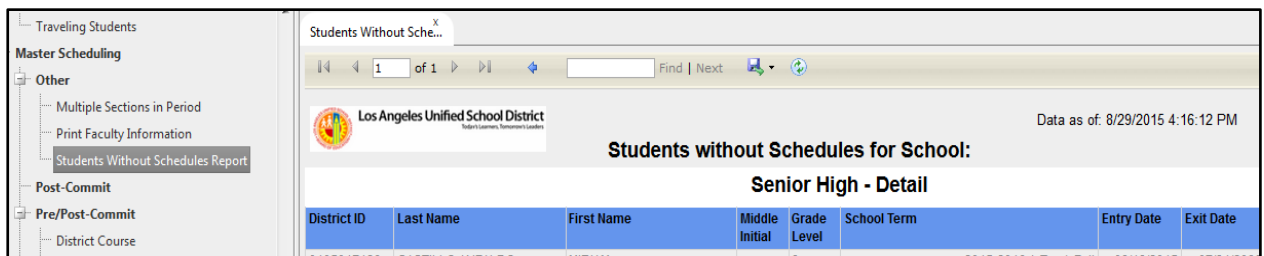 Traveling Students
Master Scheduling
Other
Multiple Sections in Period
Print Faculty Information
Students Without Schedules Report
Post-Commit
Pre/Post-Commit
District Course
Students Without Sche... x
1 of 1 Find | Next
Los Angeles Unified School District
Today's Learners, Tomorrow's Leaders
Data as of: 8/29/2015 4:16:12 PM
Students without Schedules for School:
Senior High - Detail
District ID Last Name First Name Middle Initial Grade Level School Term Entry Date Exit Date